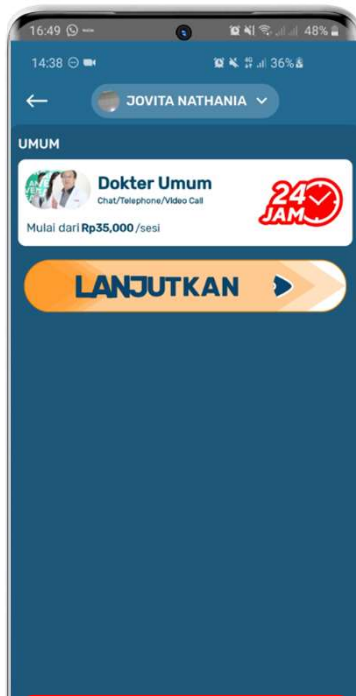 16:49 48%
14:38 36%
JOVITA NATHANIA
UMUM
Dokter Umum
Chat/Telephone/Video Call
24
JAM
Mulai dari Rp35,000/sesi
LANJUTKAN